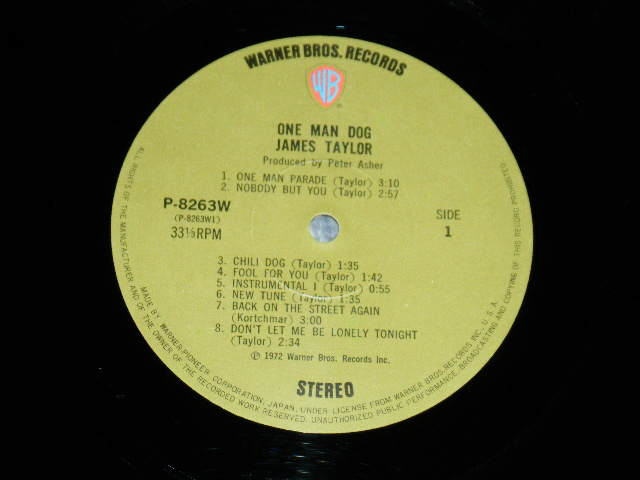 WARNER BROS. RECORDS
WB
®
ONE MAN DOG
JAMES TAYLOR
Produced by Peter Asher
1. ONE MAN PARADE (Taylor) 3:10
2. NOBODY BUT YOU (Taylor) 2:57
P-8263W
(P-8263W1)
33⅓RPM
SIDE
1
3. CHILI DOG (Taylor) 1:35
4. FOOL FOR YOU (Taylor) 1:42
5. INSTRUMENTAL I (Taylor) 0:55
6. NEW TUNE (Taylor) 1:35
7. BACK ON THE STREET AGAIN
(Kortchmar) 3:00
8. DON'T LET ME BE LONELY TONIGHT
(Taylor) 2:34
© 1972 Warner Bros. Records Inc.
STEREO
MADE BY WARNER-PIONEER CORPORATION, JAPAN, UNDER LICENSE FROM WARNER BROS. RECORDS INC. U.S.A.
ALL RIGHTS OF THE MANUFACTURER AND OF THE OWNER OF THE RECORDED WORK RESERVED. UNAUTHORIZED PUBLIC PERFORMANCE, BROADCASTING AND COPYING OF THIS RECORD PROHIBITED